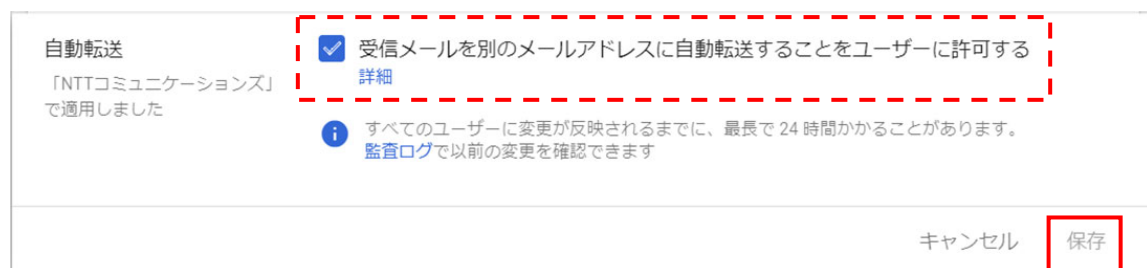 自動転送
「NTTコミュニケーションズ」
で適用しました
受信メールを別のメールアドレスに自動転送することをユーザーに許可する
詳細
すべてのユーザーに変更が反映されるまでに、最長で 24 時間かかることがあります。
監査ログで以前の変更を確認できます
キャンセル
保存